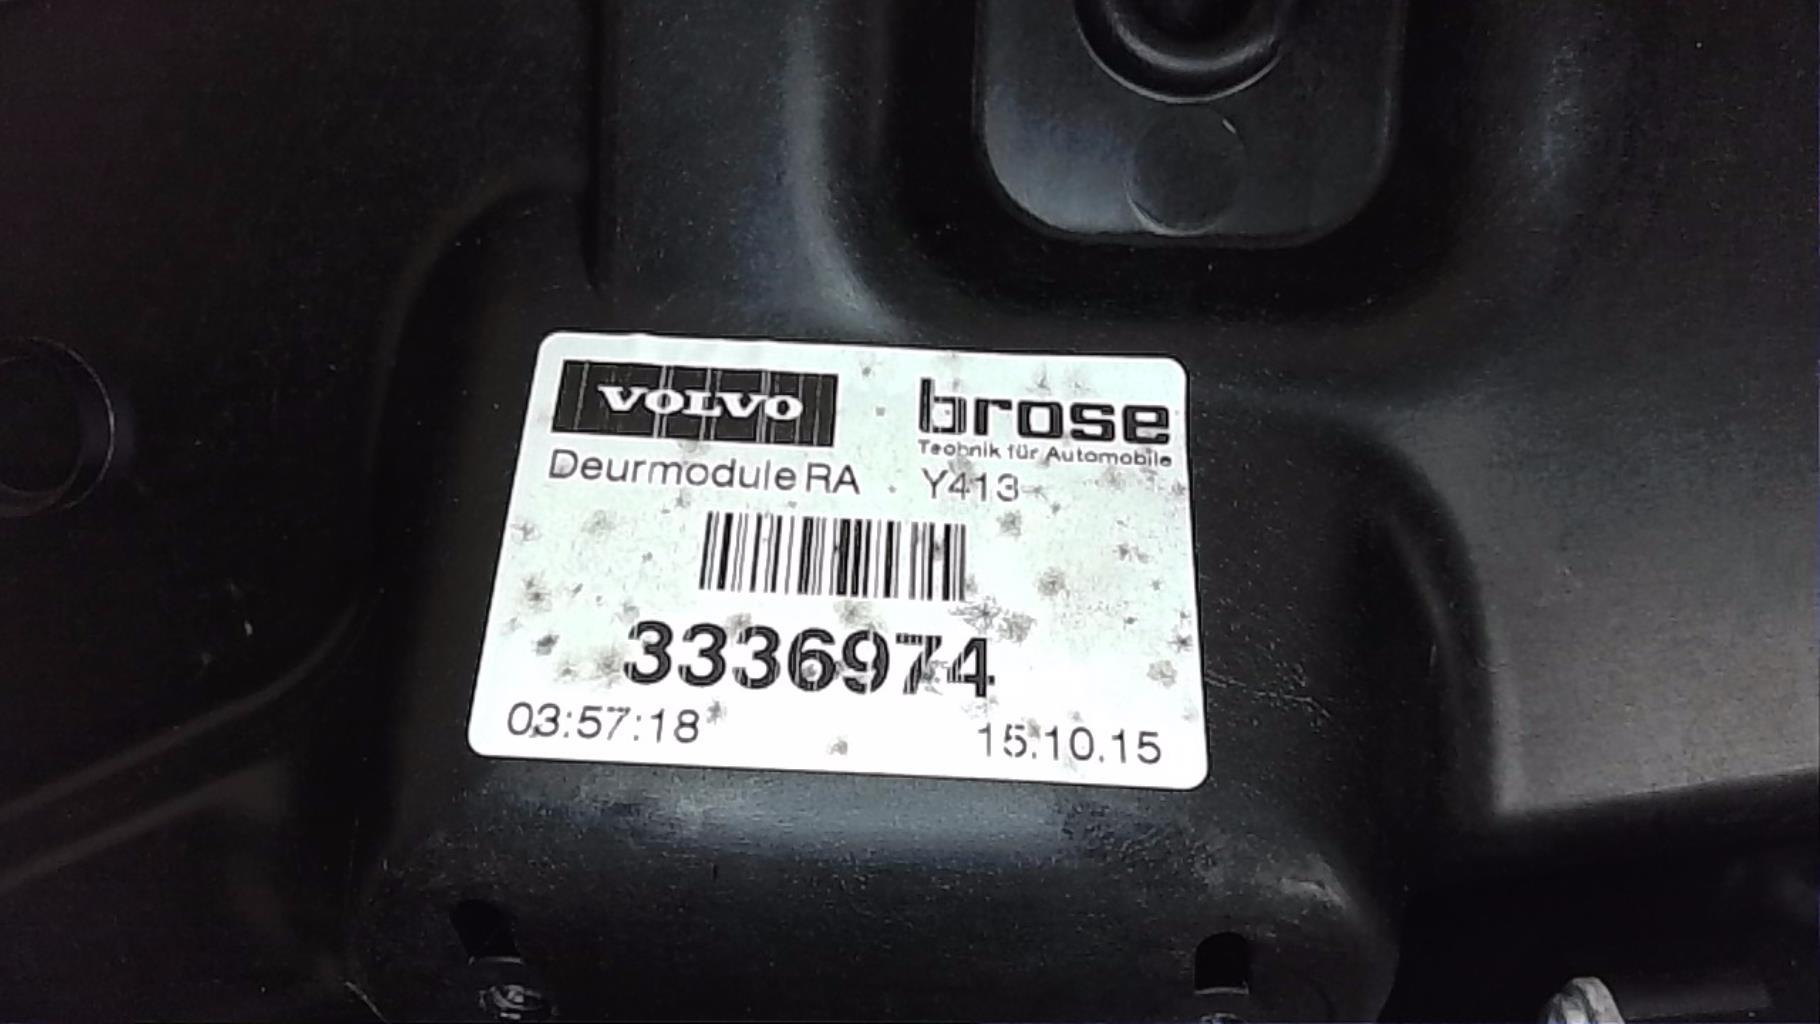 VOLVO
brose
Technik für Automobile
Deurmodule RA
Y413
3336974
03:57:18
15.10.15